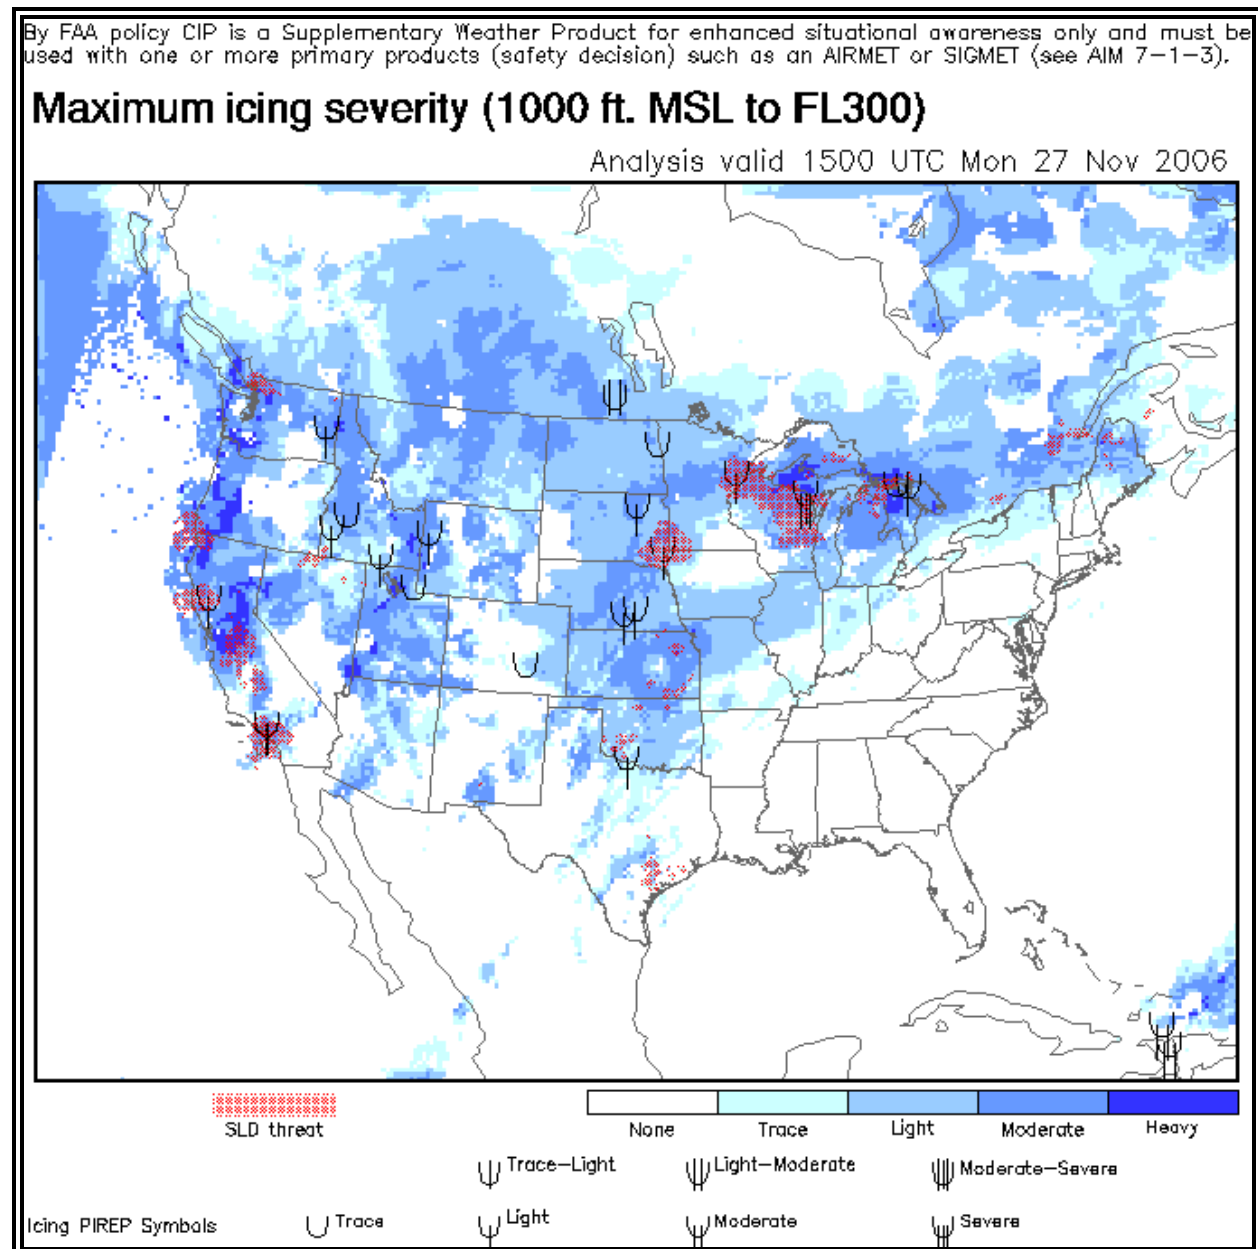 By FAA policy CIP is a Supplementary Weather Product for enhanced situational awareness only and must be
used with one or more primary products (safety decision) such as an AIRMET or SIGMET (see AIM 7-1-3).
Maximum icing severity (1000 ft. MSL to FL300)
Analysis valid 1500 UTC Mon 27 Nov 2006
SLD threat
None Trace Light Moderate Heavy
Trace-Light Light-Moderate Moderate-Severe
Icing PIREP Symbols Trace Light Moderate Severe